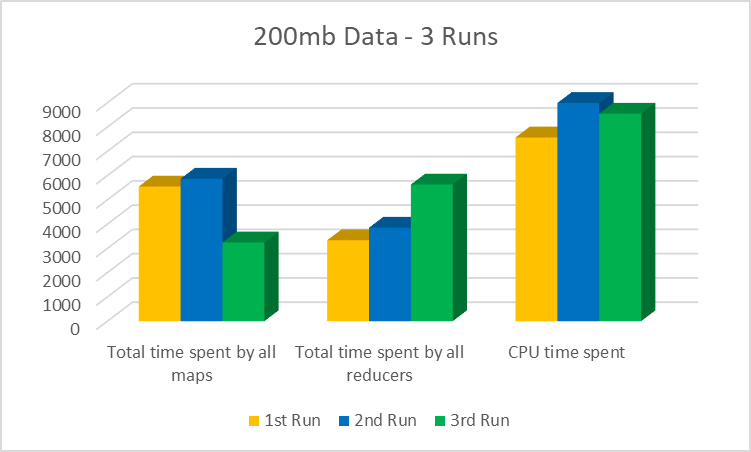 200mb Data - 3 Runs
9000
8000
7000
6000
5000
4000
3000
2000
1000
0
Total time spent by all
maps
Total time spent by all
reducers
CPU time spent
1st Run
2nd Run
3rd Run